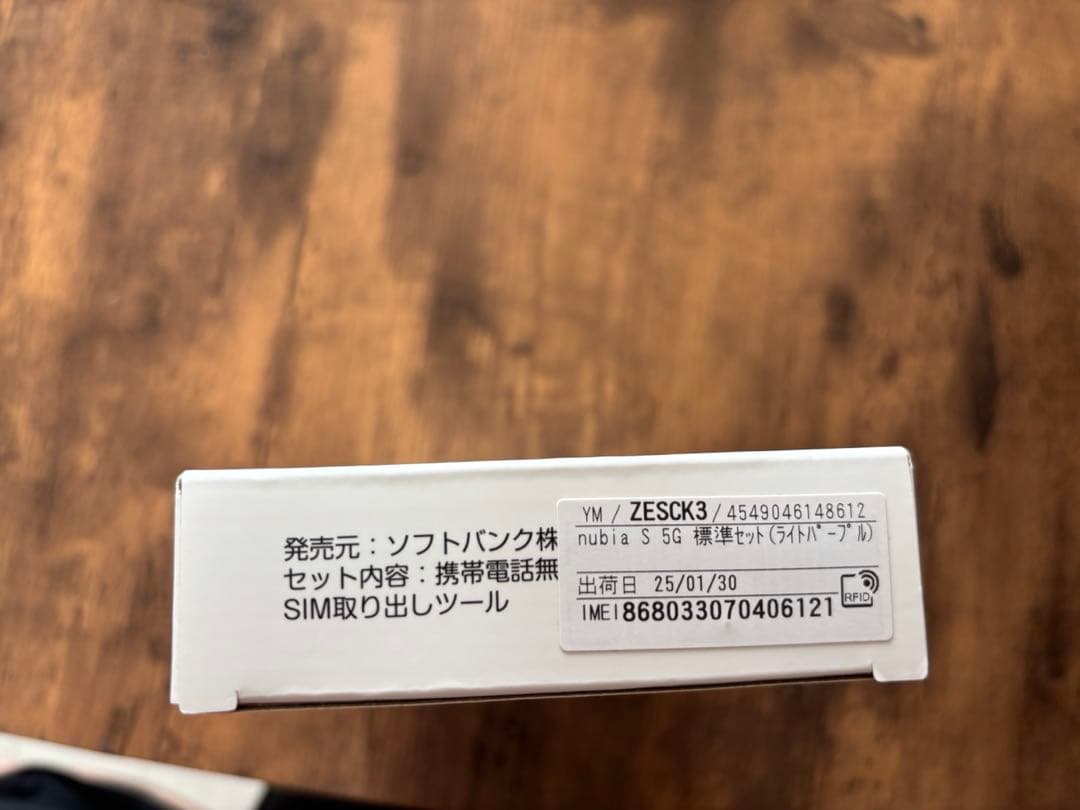 発売元：ソフトバンク株
セット内容：携帯電話無
SIM取り出しツール
YM / ZESCK3 / 4549046148612
nubia S 5G 標準ｾｯﾄ(ﾗｲﾄﾊﾟｰﾌﾟﾙ)
出荷日 25/01/30
RFID
IMEI 868033070406121